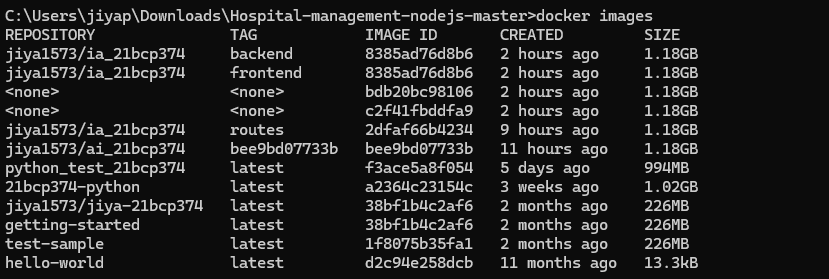 C:\Users\jiyap\Downloads\Hospital-management-nodejs-master>docker images
REPOSITORY TAG IMAGE ID CREATED SIZE
jiya1573/ia_21bcp374 backend 8385ad76d8b6 2 hours ago 1.18GB
jiya1573/ia_21bcp374 frontend 8385ad76d8b6 2 hours ago 1.18GB
<none> <none> bdb20bc98106 2 hours ago 1.18GB
<none> <none> c2f41fbddfa9 2 hours ago 1.18GB
jiya1573/ia_21bcp374 routes 2dfaf66b4234 9 hours ago 1.18GB
jiya1573/ai_21bcp374 bee9bd07733b bee9bd07733b 11 hours ago 1.18GB
python_test_21bcp374 latest f3ace5a8f054 5 days ago 994MB
21bcp374-python latest a2364c23154c 3 weeks ago 1.02GB
jiya1573/jiya-21bcp374 latest 38bf1b4c2af6 2 months ago 226MB
getting-started latest 38bf1b4c2af6 2 months ago 226MB
test-sample latest 1f8075b35fa1 2 months ago 226MB
hello-world latest d2c94e258dcb 11 months ago 13.3kB